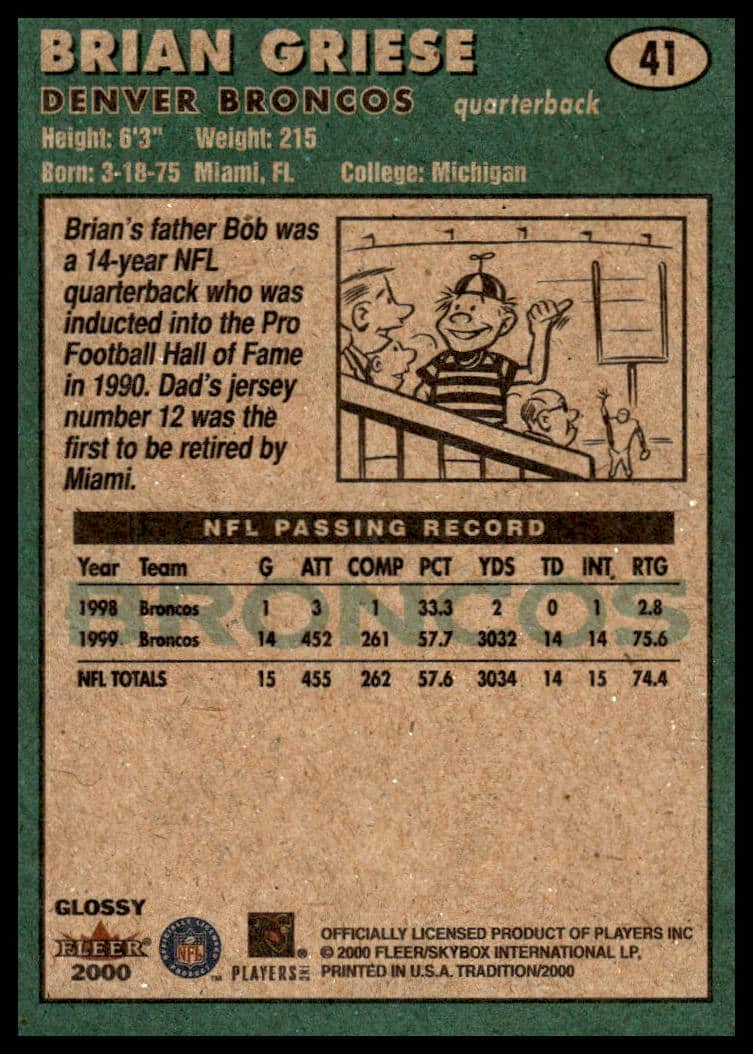 BRIAN GRIESE
41
DENVER BRONCOS quarterback
Height: 6'3" Weight: 215
Born: 3-18-75 Miami, FL College: Michigan
Brian's father Bob was
a 14-year NFL
quarterback who was
inducted into the Pro
Football Hall of Fame
in 1990. Dad's jersey
number 12 was the
first to be retired by
Miami.
NFL PASSING RECORD
Year Team G ATT COMP PCT YDS TD INT RTG
BRONCOS
1998 Broncos 1 3 1 33.3 2 0 1 2.8
1999 Broncos 14 452 261 57.7 3032 14 14 75.6
NFL TOTALS 15 455 262 57.6 3034 14 15 74.4
GLOSSY
FLEER®
2000
NFL
™
PLAYERS INC
®
OFFICIALLY LICENSED PRODUCT OF PLAYERS INC
© 2000 FLEER/SKYBOX INTERNATIONAL LP,
PRINTED IN U.S.A. TRADITION/2000